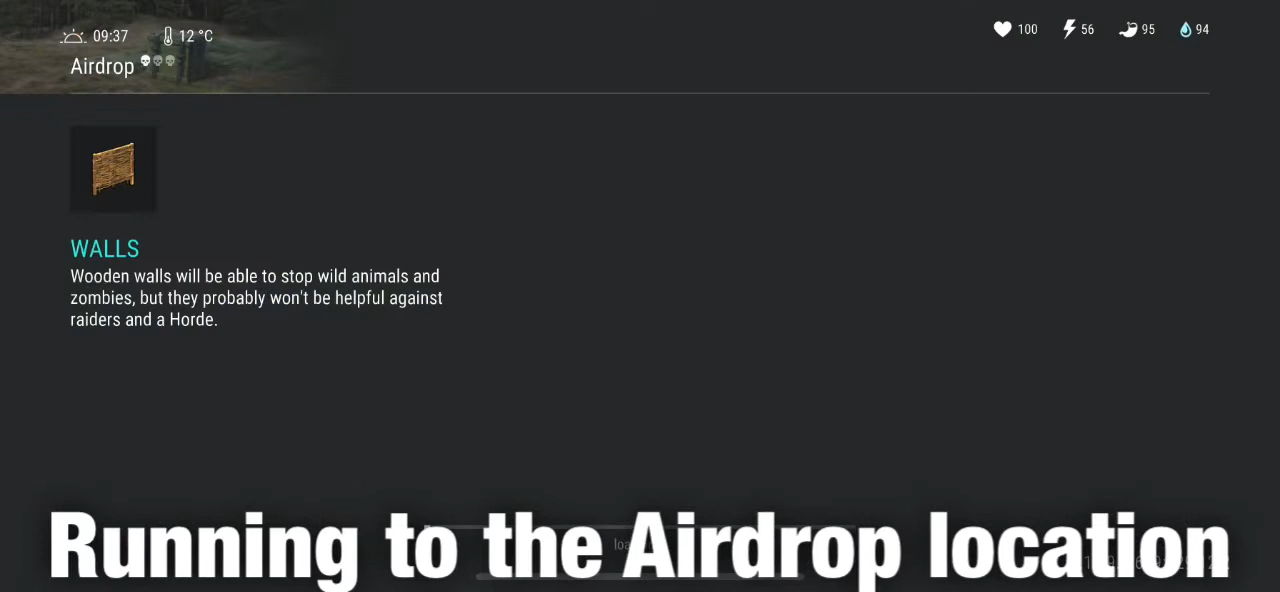 09:37 12 °C 100 56 95 94
Airdrop
WALLS
Wooden walls will be able to stop wild animals and
zombies, but they probably won't be helpful against
raiders and a Horde.
Running to the Airdrop location